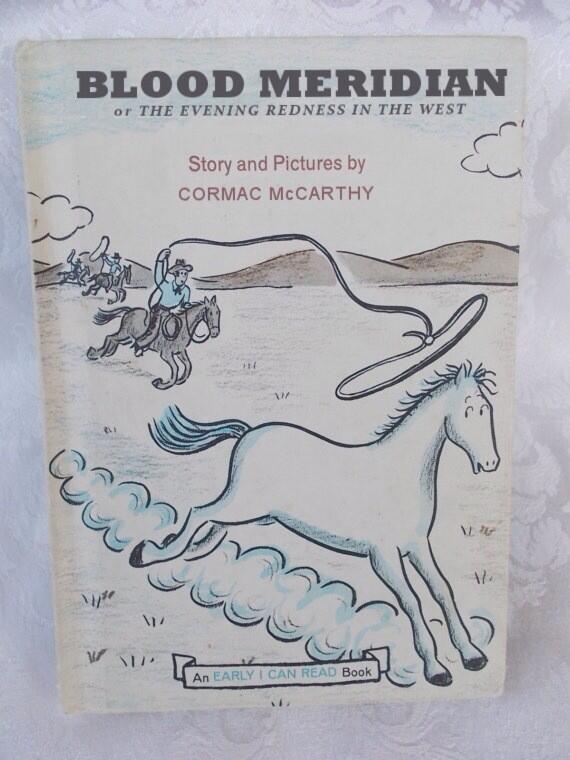 BLOOD MERIDIAN
or THE EVENING REDNESS IN THE WEST
Story and Pictures by
CORMAC McCARTHY
An EARLY I CAN READ Book